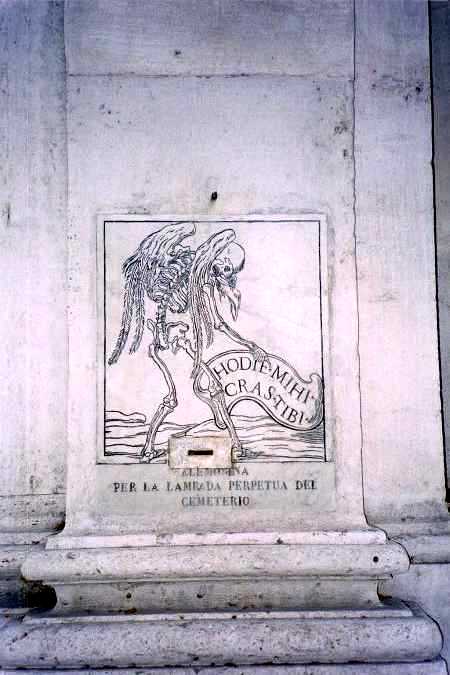 HODIE·MIHI
CRAS·TIBI·
ELEMOSINA
PER LA LAMPADA PERPETUA DEL
CEMETERIO